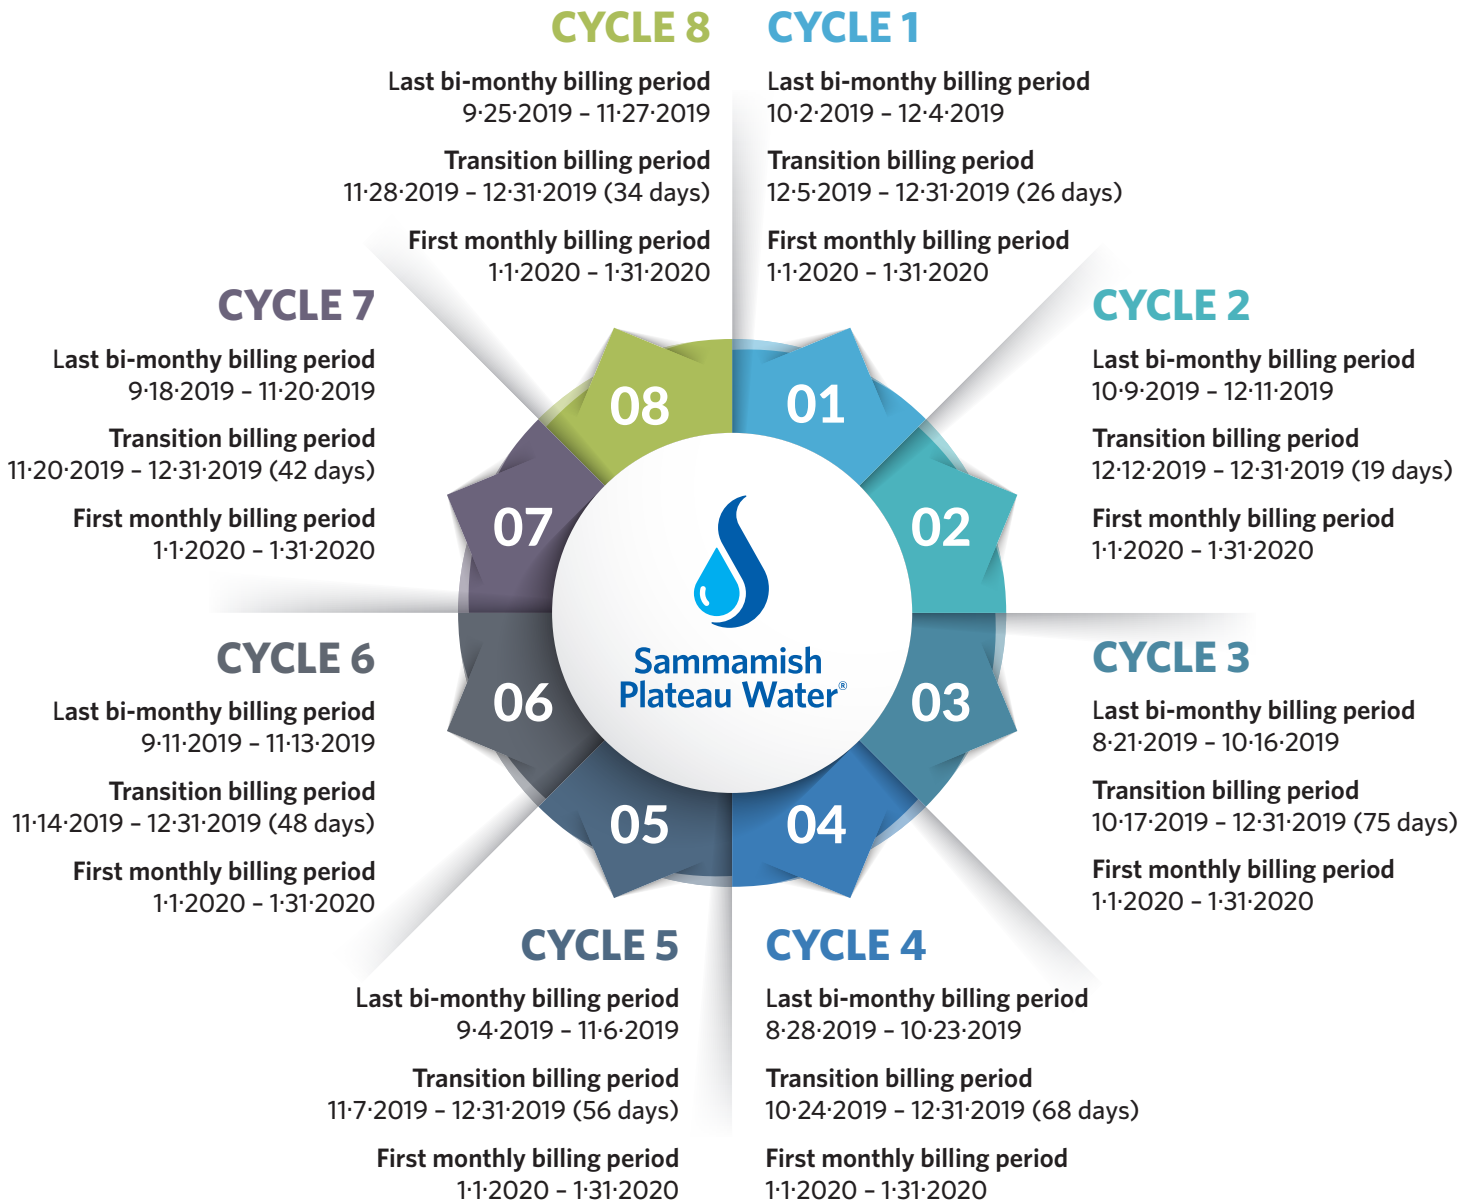 CYCLE 8
Last bi-monthy billing period
9·25·2019 – 11·27·2019
Transition billing period
11·28·2019 – 12·31·2019 (34 days)
First monthly billing period
1·1·2020 – 1·31·2020
CYCLE 1
Last bi-monthy billing period
10·2·2019 – 12·4·2019
Transition billing period
12·5·2019 – 12·31·2019 (26 days)
First monthly billing period
1·1·2020 – 1·31·2020
CYCLE 7
Last bi-monthy billing period
9·18·2019 – 11·20·2019
Transition billing period
11·20·2019 – 12·31·2019 (42 days)
First monthly billing period
1·1·2020 – 1·31·2020
CYCLE 2
Last bi-monthy billing period
10·9·2019 – 12·11·2019
Transition billing period
12·12·2019 – 12·31·2019 (19 days)
First monthly billing period
1·1·2020 – 1·31·2020
08
01
07
02
Sammamish
Plateau Water®
06
03
05
04
CYCLE 6
Last bi-monthy billing period
9·11·2019 – 11·13·2019
Transition billing period
11·14·2019 – 12·31·2019 (48 days)
First monthly billing period
1·1·2020 – 1·31·2020
CYCLE 3
Last bi-monthy billing period
8·21·2019 – 10·16·2019
Transition billing period
10·17·2019 – 12·31·2019 (75 days)
First monthly billing period
1·1·2020 – 1·31·2020
CYCLE 5
Last bi-monthy billing period
9·4·2019 – 11·6·2019
Transition billing period
11·7·2019 – 12·31·2019 (56 days)
First monthly billing period
1·1·2020 – 1·31·2020
CYCLE 4
Last bi-monthy billing period
8·28·2019 – 10·23·2019
Transition billing period
10·24·2019 – 12·31·2019 (68 days)
First monthly billing period
1·1·2020 – 1·31·2020